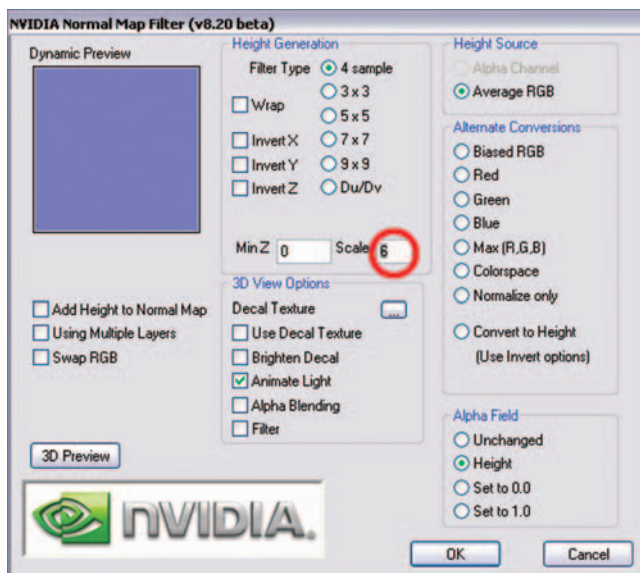 NVIDIA Normal Map Filter (v8.20 beta)
Dynamic Preview
Add Height to Normal Map
Using Multiple Layers
Swap RGB
3D Preview
nVIDIA.
Height Generation
Filter Type
4 sample
3 x 3
5 x 5
7 x 7
9 x 9
Du/Dv
Wrap
Invert X
Invert Y
Invert Z
Min Z 0 Scale 6
3D View Options
Decal Texture ...
Use Decal Texture
Brighten Decal
Animate Light
Alpha Blending
Filter
Height Source
Alpha Channel
Average RGB
Alternate Conversions
Biased RGB
Red
Green
Blue
Max (R,G,B)
Colorspace
Normalize only
Convert to Height
(Use Invert options)
Alpha Field
Unchanged
Height
Set to 0.0
Set to 1.0
OK
Cancel